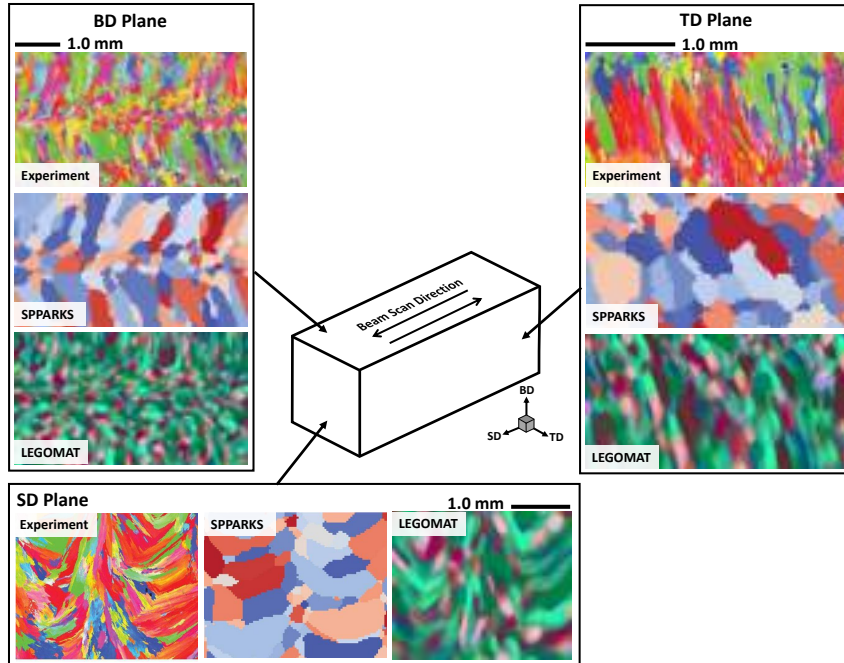 BD Plane
1.0 mm
Experiment
SPPARKS
LEGOMAT
TD Plane
1.0 mm
Experiment
SPPARKS
LEGOMAT
Beam Scan Direction
BD
SD
TD
SD Plane
1.0 mm
Experiment
SPPARKS
LEGOMAT